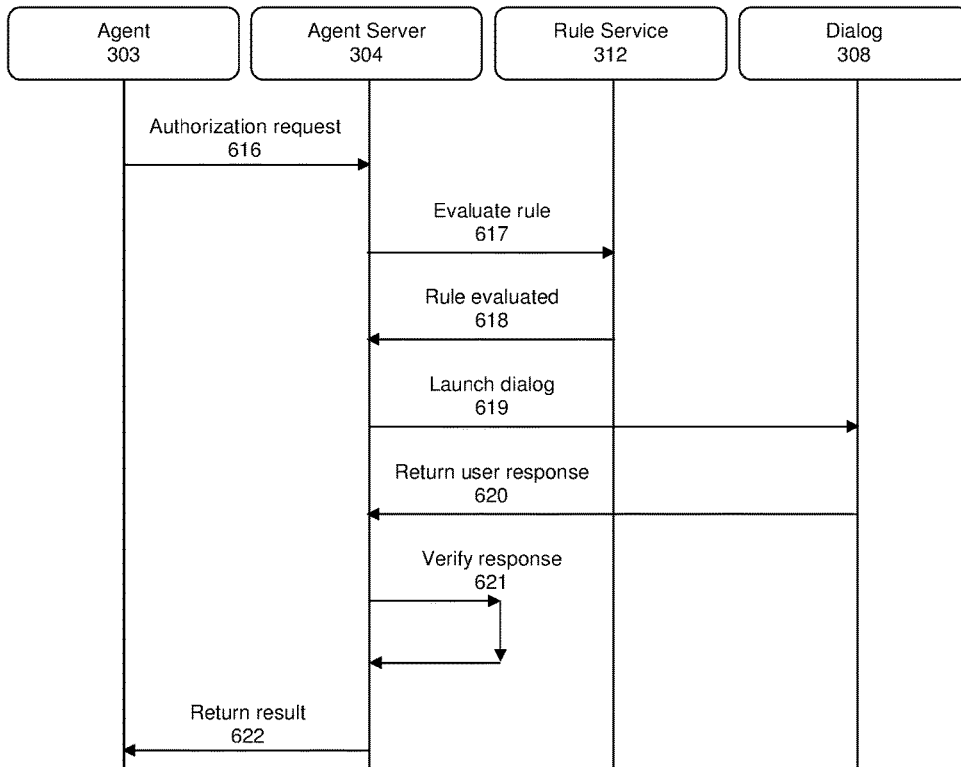 Agent
303
Agent Server
304
Rule Service
312
Dialog
308
Authorization request
616
Evaluate rule
617
Rule evaluated
618
Launch dialog
619
Return user response
620
Verify response
621
Return result
622